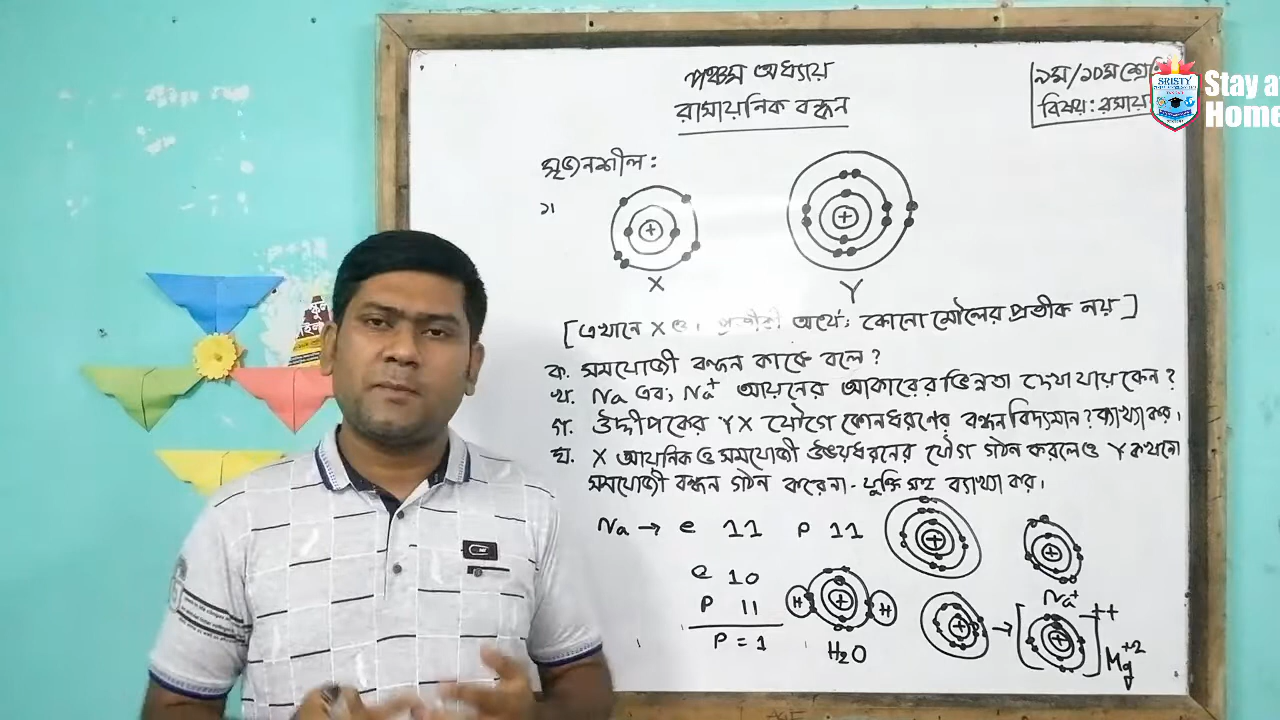 পঞ্চম অধ্যায়
রাসায়নিক বন্ধন
৯ম/১০ম
বিষয়: রসায়
SRISTY
Stay at
Home
সৃজনশীল:
১।
X
Y
[এখানে X ও প্রতীকী অর্থে; কোনো মৌলের প্রতীক নয়]
ক. সমযোজী বন্ধন কাকে বলে?
খ. Na এবং Na⁺ আয়নের আকারের ভিন্নতা দেখা যায় কেন?
গ. উদ্দীপকের YX যৌগে কোন ধরণের বন্ধন বিদ্যমান? ব্যাখ্যা কর।
ঘ. X আয়নিক ও সমযোজী উভয় ধরনের যৌগ গঠন করলেও Y কখনো
সমযোজী বন্ধন গঠন করেনা - যুক্তি সহ ব্যাখ্যা কর।
Na → e 11 P 11
e 10
P 11
P = 1
H + H
H₂O
Na⁺
→ [+]⁺⁺
Mg⁺²